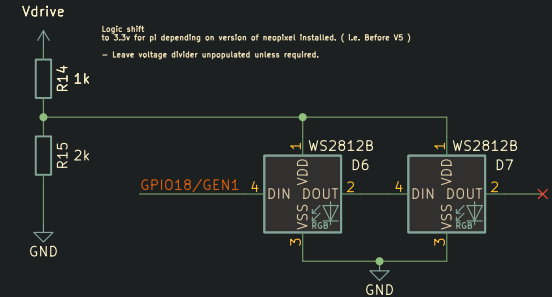 Vdrive
Logic shift
to 3.3v for pi depending on version of neopixel installed. ( i.e. Before V5 )
- Leave voltage divider unpopulated unless required.
R14 1k
R15 2k
GND
GPIO18/GEN1
WS2812B
D6
1
VDD
4 DIN DOUT 2
VSS
RGB
3
WS2812B
D7
1
VDD
4 DIN DOUT 2
VSS
RGB
3
GND